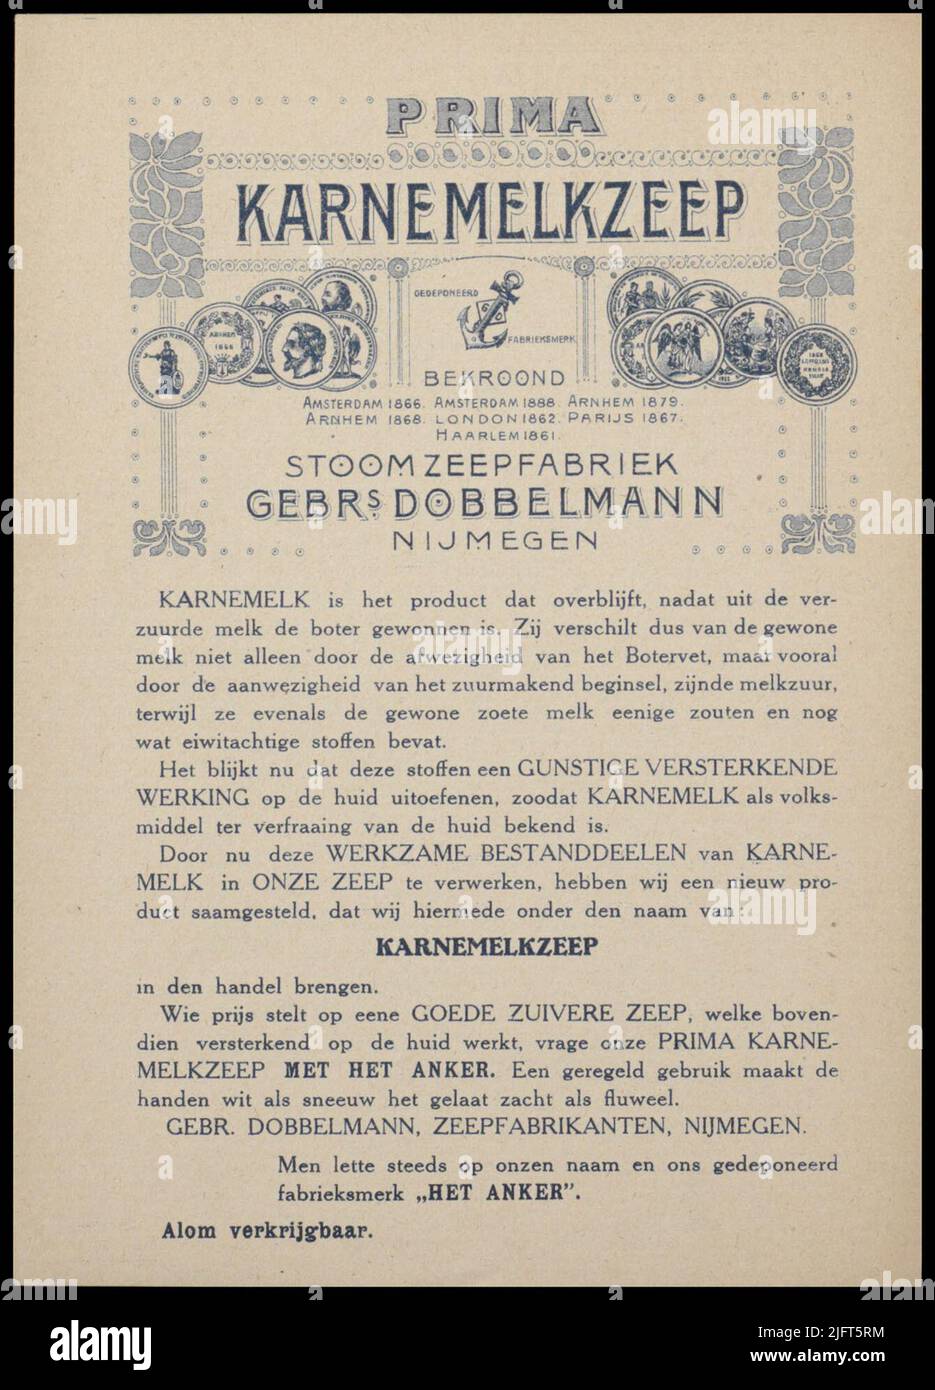 PRIMA
KARNEMELKZEEP
GEDEPONEERD
FABRIEKSMERK
ARNHEM
1868
BEKROOND
AMSTERDAM 1866. AMSTERDAM 1888. ARNHEM 1879.
ARNHEM 1868. LONDON 1862. PARIJS 1867.
HAARLEM 1861.
STOOMZEEPFABRIEK
GEBRS. DOBBELMANN
NIJMEGEN
KARNEMELK is het product dat overblijft, nadat uit de ver-
zuurde melk de boter gewonnen is. Zij verschilt dus van de gewone
melk niet alleen door de afwezigheid van het Botervet, maar vooral
door de aanwezigheid van het zuurmakend beginsel, zijnde melkzuur,
terwijl ze evenals de gewone zoete melk eenige zouten en nog
wat eiwitachtige stoffen bevat.
Het blijkt nu dat deze stoffen een GUNSTIGE VERSTERKENDE
WERKING op de huid uitoefenen, zoodat KARNEMELK als volks-
middel ter verfraaing van de huid bekend is.
Door nu deze WERKZAME BESTANDDEELEN van KARNE-
MELK in ONZE ZEEP te verwerken, hebben wij een nieuw pro-
duct saamgesteld, dat wij hiermede onder den naam van:
KARNEMELKZEEP
in den handel brengen.
Wie prijs stelt op eene GOEDE ZUIVERE ZEEP, welke boven-
dien versterkend op de huid werkt, vrage onze PRIMA KARNE-
MELKZEEP MET HET ANKER. Een geregeld gebruik maakt de
handen wit als sneeuw het gelaat zacht als fluweel.
GEBR. DOBBELMANN, ZEEPFABRIKANTEN, NIJMEGEN.
Men lette steeds op onzen naam en ons gedeponeerd
fabrieksmerk „HET ANKER”.
Alom verkrijgbaar.
alamy
Image ID: 2JFT5RM
www.alamy.com